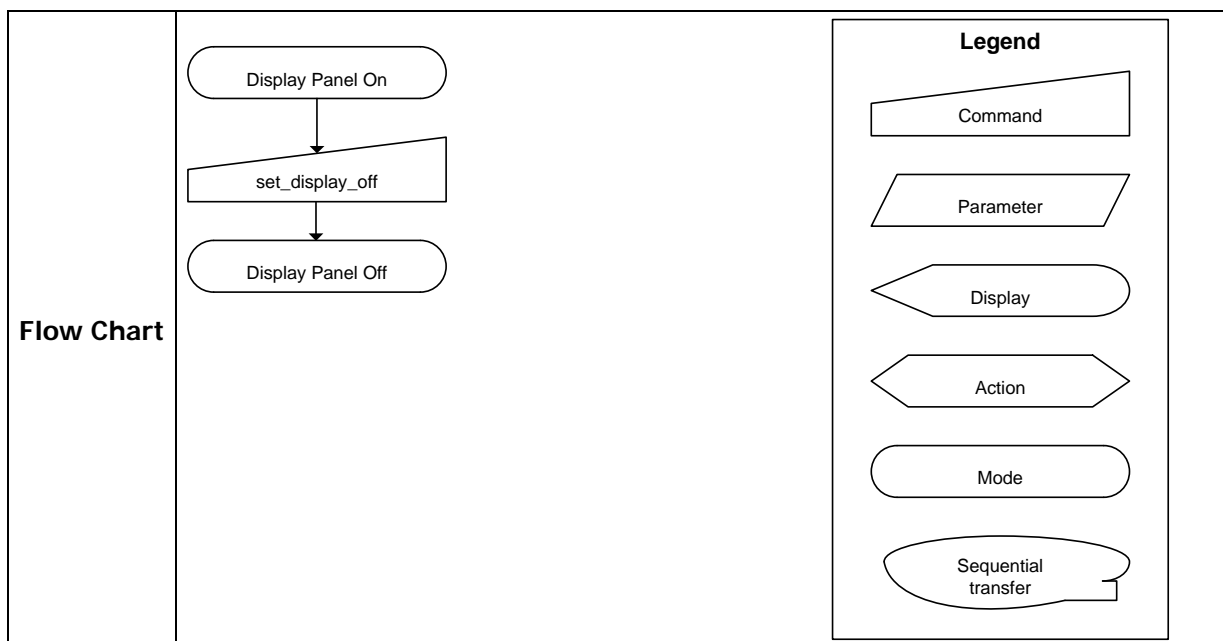 Flow Chart
Display Panel On
set_display_off
Display Panel Off
Legend
Command
Parameter
Display
Action
Mode
Sequential
transfer